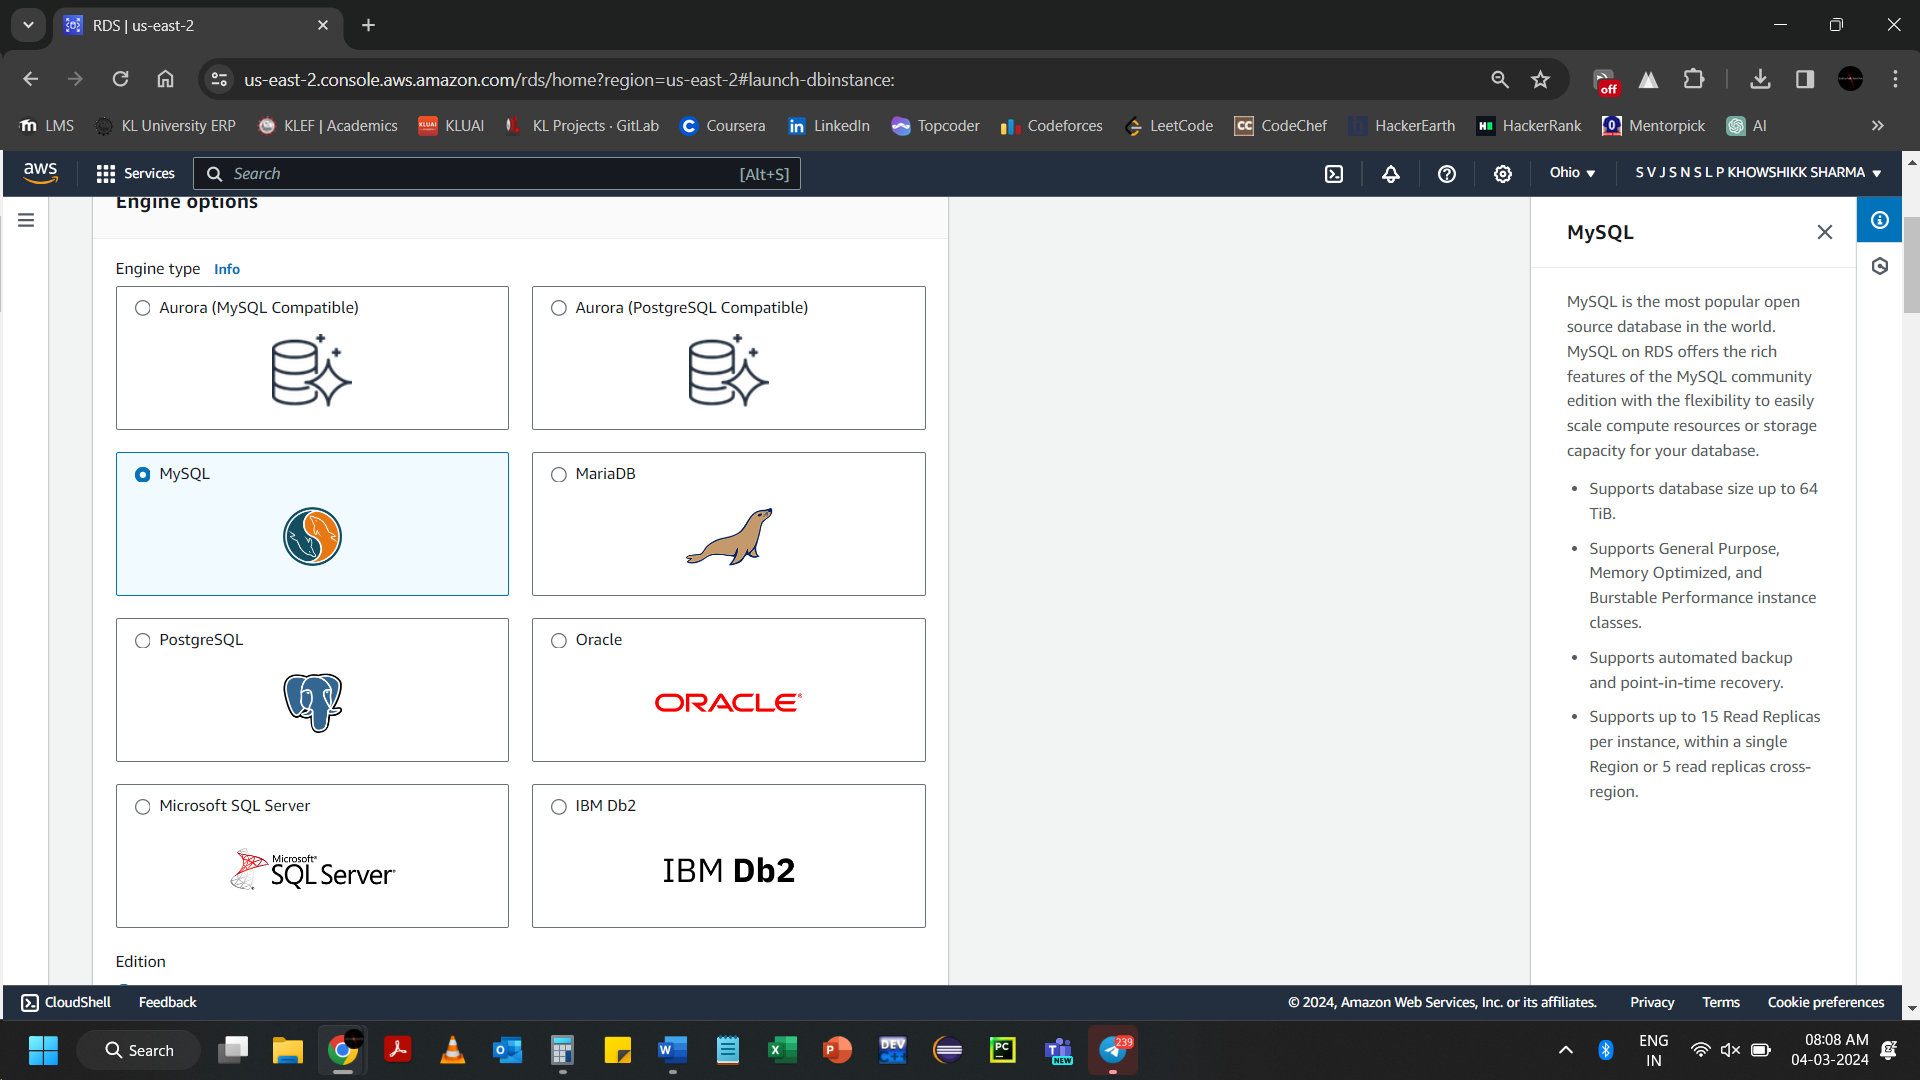 RDS | us-east-2
us-east-2.console.aws.amazon.com/rds/home?region=us-east-2#launch-dbinstance:
off
LMS
KL University ERP
KLEF | Academics
KLUAI
KL Projects · GitLab
Coursera
LinkedIn
Topcoder
Codeforces
LeetCode
CodeChef
HackerEarth
HackerRank
Mentorpick
AI
aws
Services
Search
[Alt+S]
Ohio
S V J S N S L P KHOWSHIKK SHARMA
Engine options
Engine type Info
Aurora (MySQL Compatible)
Aurora (PostgreSQL Compatible)
MySQL
MariaDB
PostgreSQL
Oracle
ORACLE
Microsoft SQL Server
Microsoft
SQL Server
IBM Db2
IBM Db2
Edition
MySQL
MySQL is the most popular open
source database in the world.
MySQL on RDS offers the rich
features of the MySQL community
edition with the flexibility to easily
scale compute resources or storage
capacity for your database.
• Supports database size up to 64
TiB.
• Supports General Purpose,
Memory Optimized, and
Burstable Performance instance
classes.
• Supports automated backup
and point-in-time recovery.
• Supports up to 15 Read Replicas
per instance, within a single
Region or 5 read replicas cross-
region.
CloudShell
Feedback
© 2024, Amazon Web Services, Inc. or its affiliates.
Privacy
Terms
Cookie preferences
Search
DEV
PC
NEW
239
ENG
IN
08:08 AM
04-03-2024